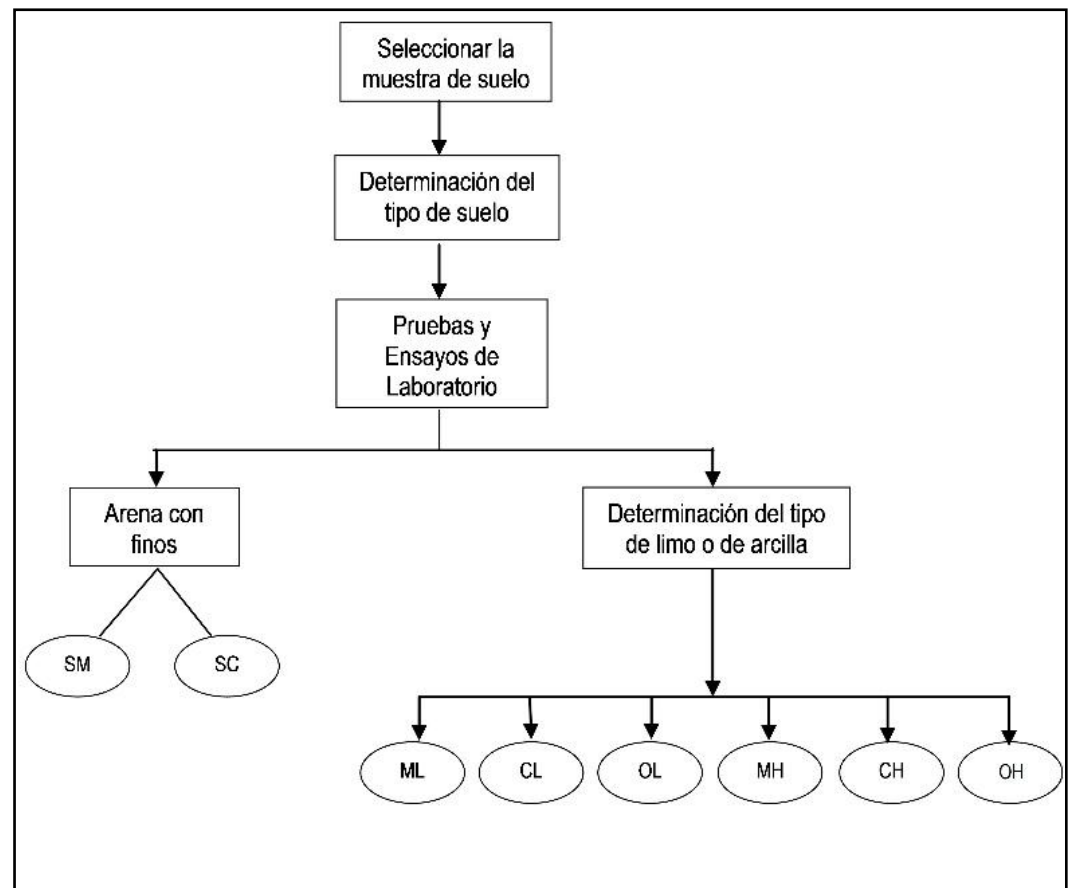 Seleccionar la
muestra de suelo
Determinación del
tipo de suelo
Pruebas y
Ensayos de
Laboratorio
Arena con
finos
Determinación del tipo
de limo o de arcilla
SM
SC
ML
CL
OL
MH
CH
OH